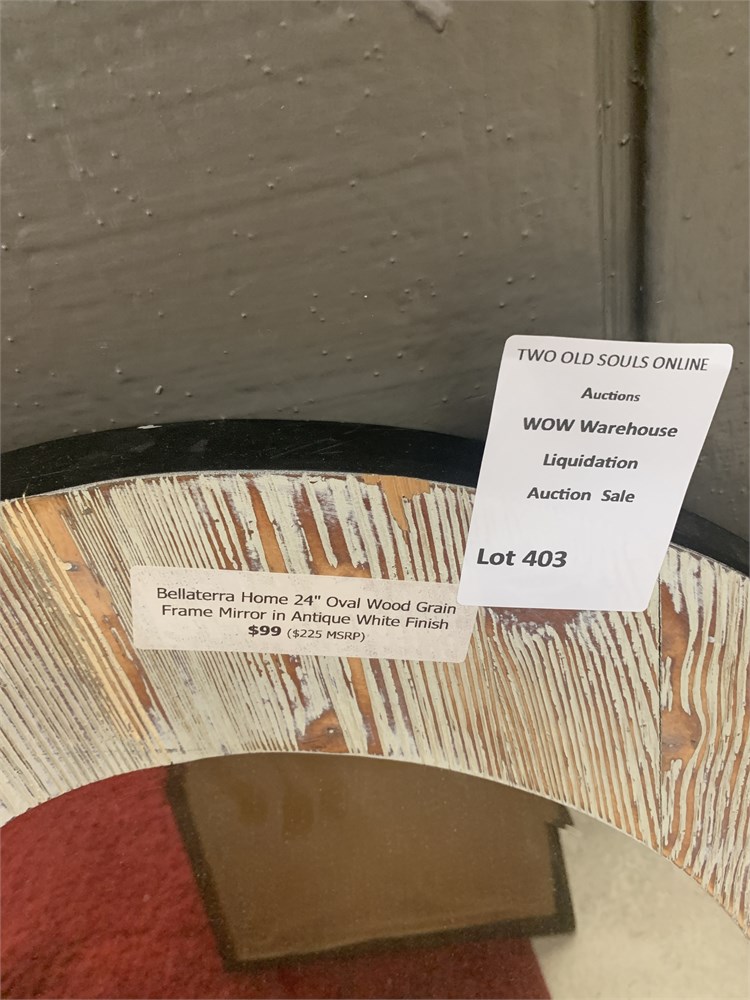 TWO OLD SOULS ONLINE
Auctions
WOW Warehouse
Liquidation
Auction Sale
Lot 403
Bellaterra Home 24" Oval Wood Grain
Frame Mirror in Antique White Finish
$99 ($225 MSRP)